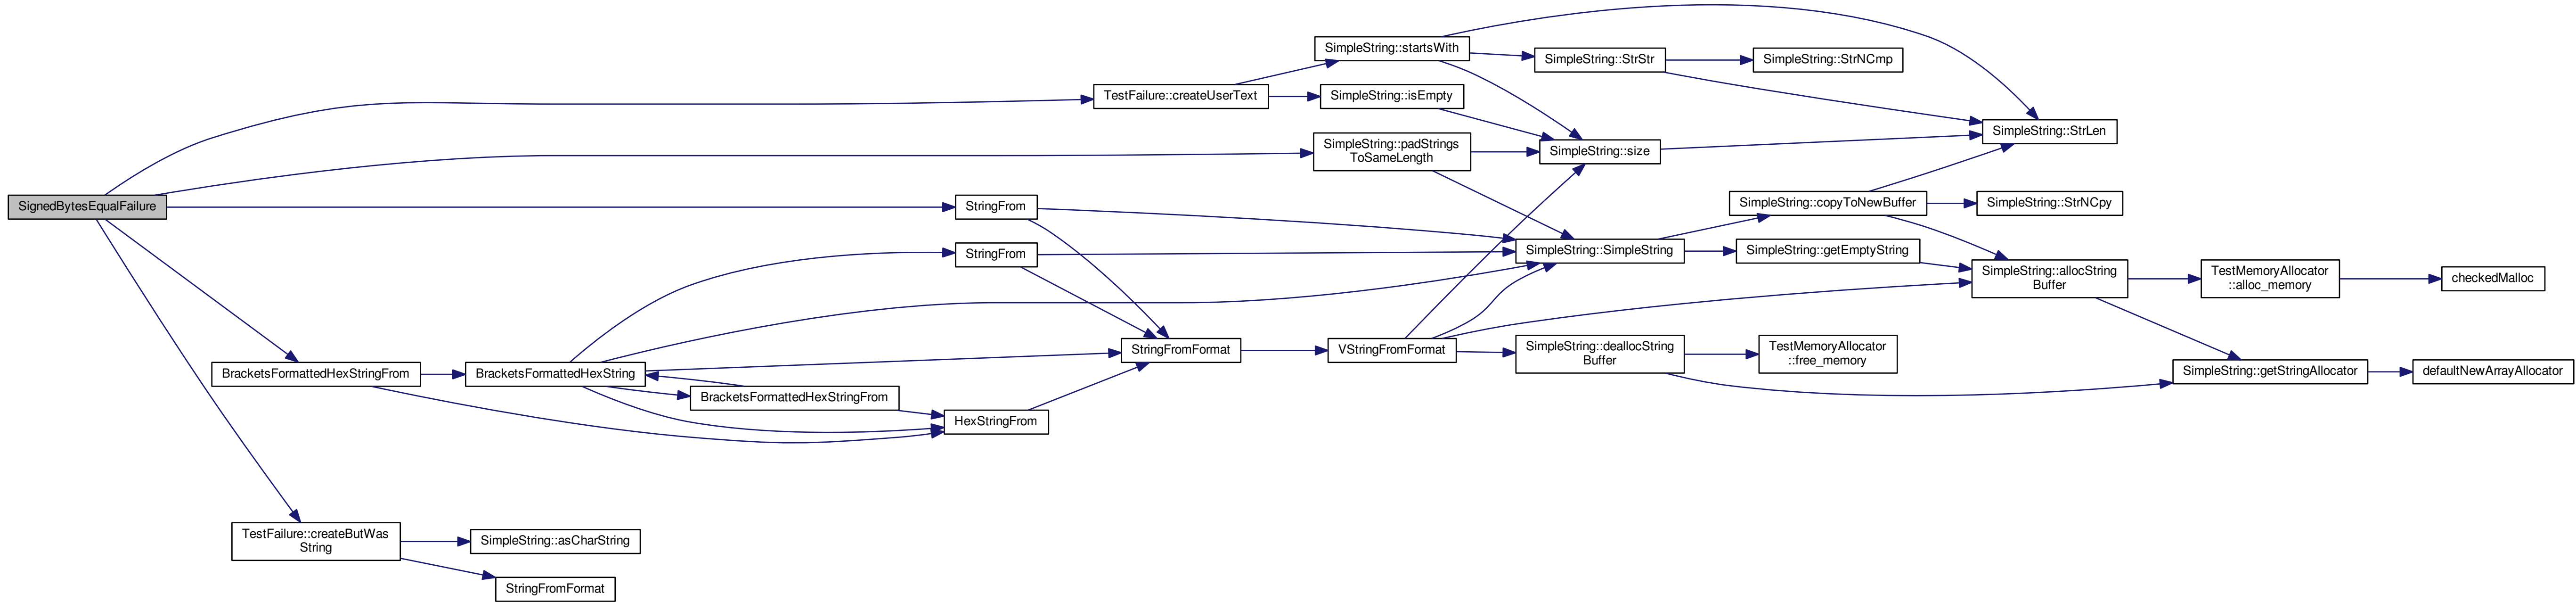 SimpleString::startsWith
SimpleString::StrStr
SimpleString::StrNCmp
TestFailure::createUserText
SimpleString::isEmpty
SimpleString::StrLen
SimpleString::padStrings
ToSameLength
SimpleString::size
SignedBytesEqualFailure
StringFrom
SimpleString::copyToNewBuffer
SimpleString::StrNCpy
StringFrom
SimpleString::SimpleString
SimpleString::getEmptyString
SimpleString::allocString
Buffer
TestMemoryAllocator
::alloc_memory
checkedMalloc
StringFromFormat
VStringFromFormat
SimpleString::deallocString
Buffer
TestMemoryAllocator
::free_memory
BracketsFormattedHexStringFrom
BracketsFormattedHexString
SimpleString::getStringAllocator
defaultNewArrayAllocator
BracketsFormattedHexStringFrom
HexStringFrom
TestFailure::createButWas
String
SimpleString::asCharString
StringFromFormat